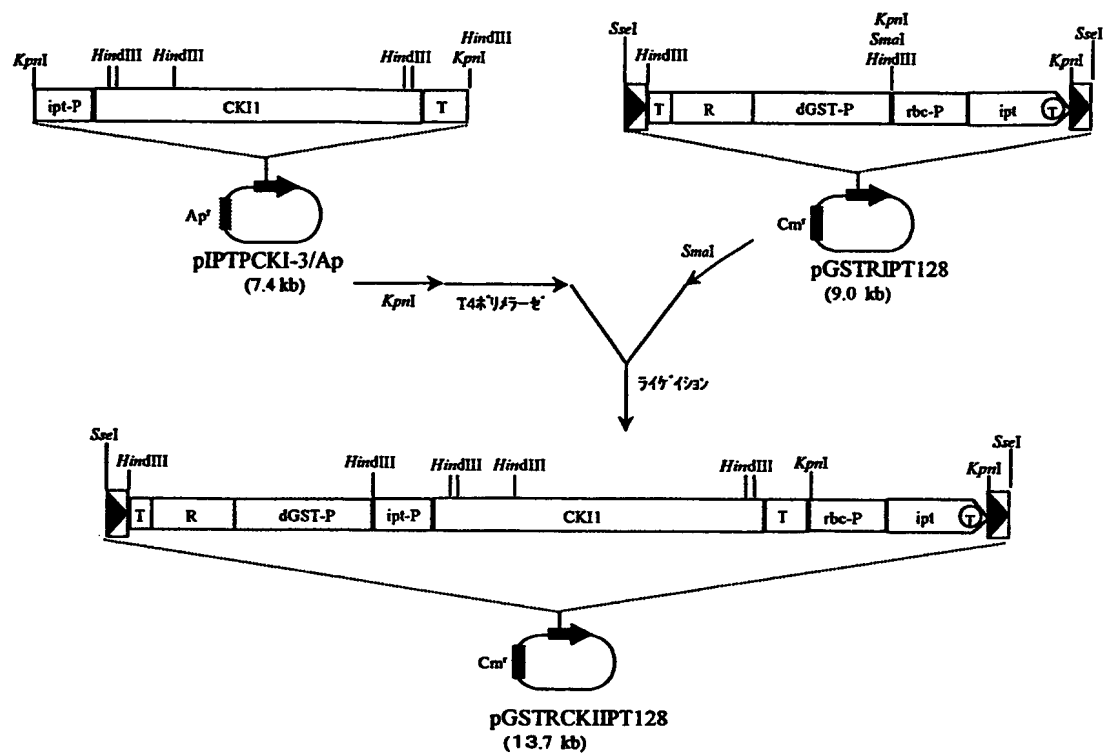 HindIII
HindIII HindIII HindIII KpnI
KpnI
ipt-P CKI1 T
Apʳ
pIPTPCKI-3/Ap
(7.4 kb)
KpnI
SmaI
SseI HindIII SseI
HindIII KpnI
T R dGST-P rbc-P ipt T
Cmʳ
pGSTRIPT128
(9.0 kb)
KpnI T4ポリメラーゼ SmaI
ライゲイション
SseI SseI
HindIII HindIII HindIII HindIII HindIII KpnI KpnI
T R dGST-P ipt-P CKI1 T rbc-P ipt T
Cmʳ
pGSTRCKIIPT128
(13.7 kb)